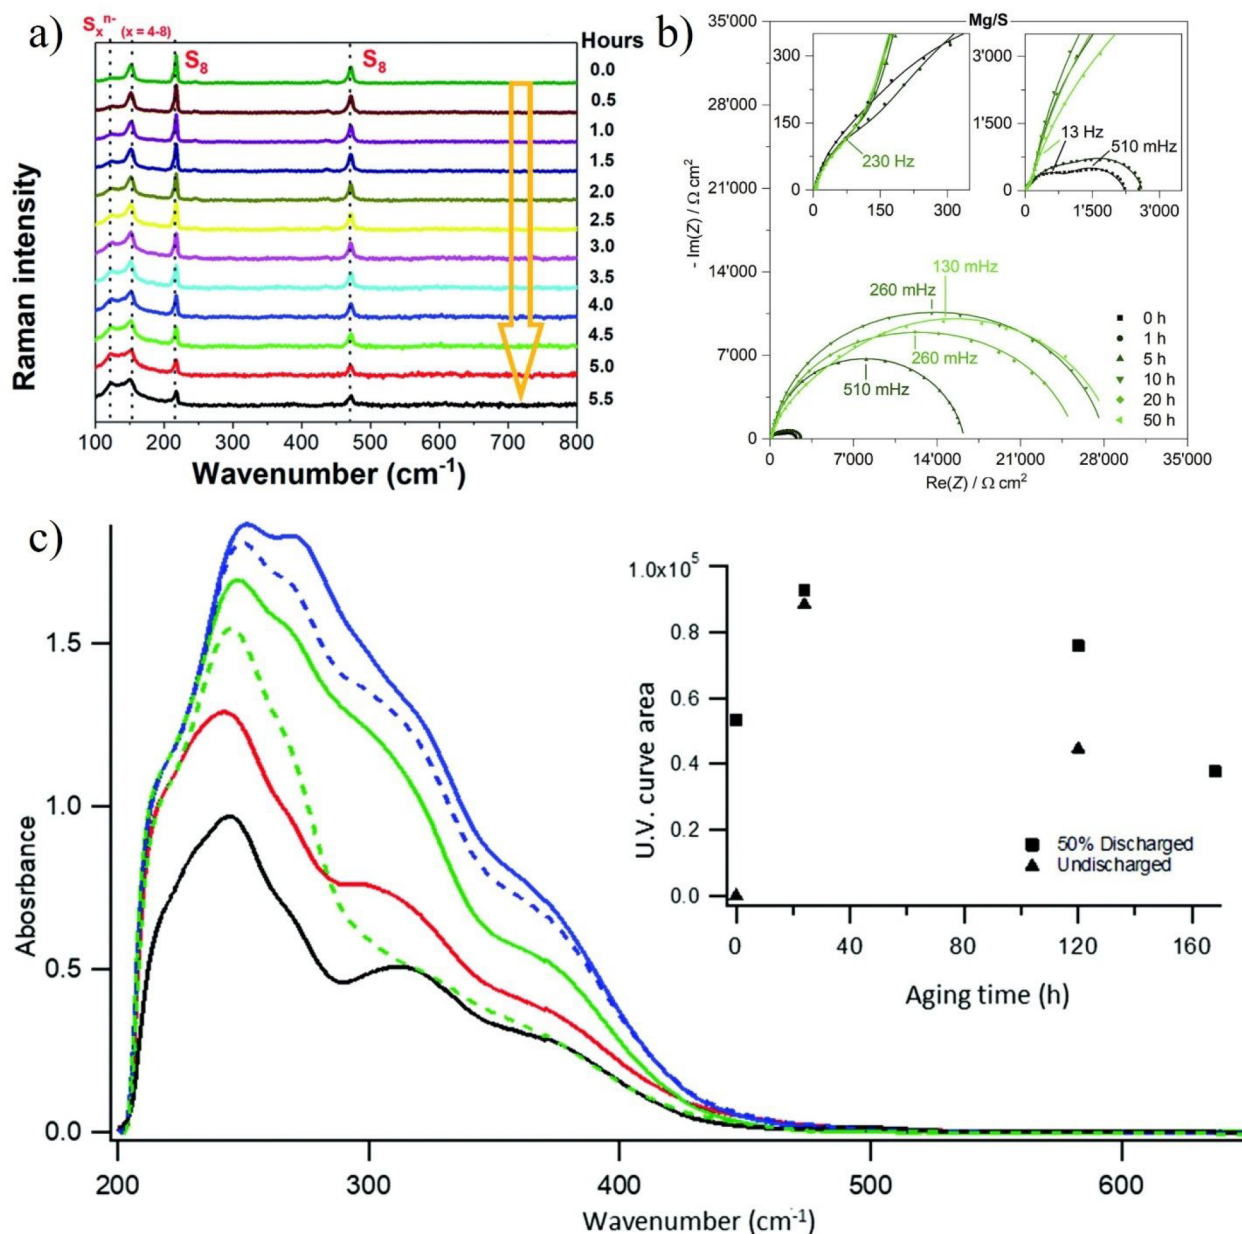 a)
Sₓⁿ⁻ (x = 4-8)
S₈
S₈
Hours
0.0
0.5
1.0
1.5
2.0
2.5
3.0
3.5
4.0
4.5
5.0
5.5
Raman intensity
100 200 300 400 500 600 700 800
Wavenumber (cm⁻¹)
b)
Mg/S
35'000
28'000
21'000
14'000
7'000
0
- Im(Z) / Ω cm²
300
150
0
230 Hz
0 150 300
3'000
1'500
0
13 Hz
510 mHz
0 1'500 3'000
130 mHz
260 mHz
260 mHz
510 mHz
0 h
1 h
5 h
10 h
20 h
50 h
0 7'000 14'000 21'000 28'000 35'000
Re(Z) / Ω cm²
c)
1.5
1.0
0.5
0.0
Abosrbance
200 300 400 500 600
Wavenumber (cm⁻¹)
1.0x10⁵
0.8
0.6
0.4
0.2
0.0
U.V. curve area
50% Discharged
Undischarged
0 40 80 120 160
Aging time (h)